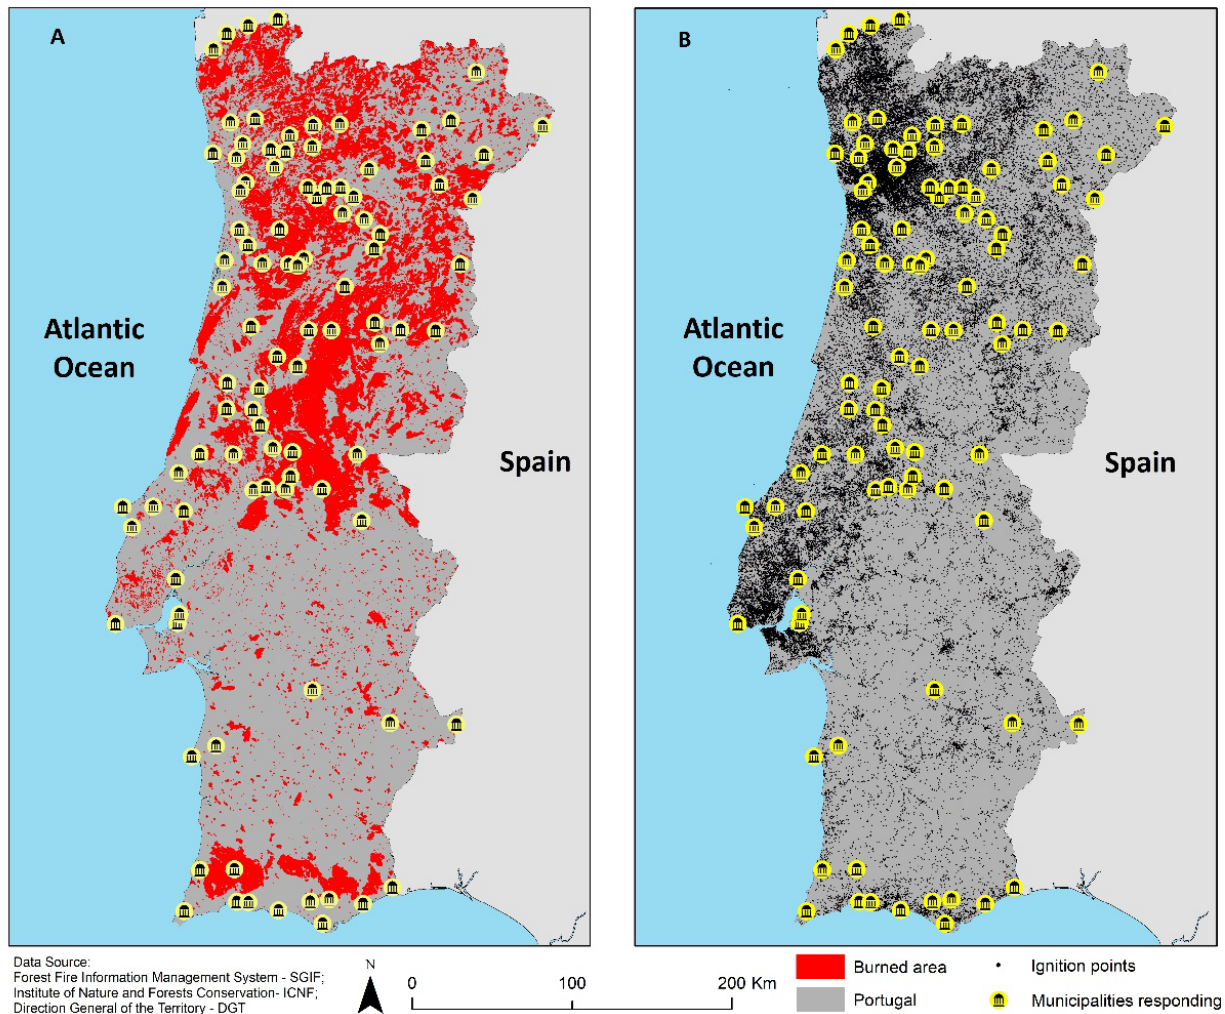 A
B
Atlantic
Ocean
Spain
Atlantic
Ocean
Spain
Data Source:
Forest Fire Information Management System - SGIF;
Institute of Nature and Forests Conservation- ICNF;
Direction General of the Territory - DGT
N
0 100 200 Km
Burned area
Portugal
Ignition points
Municipalities responding